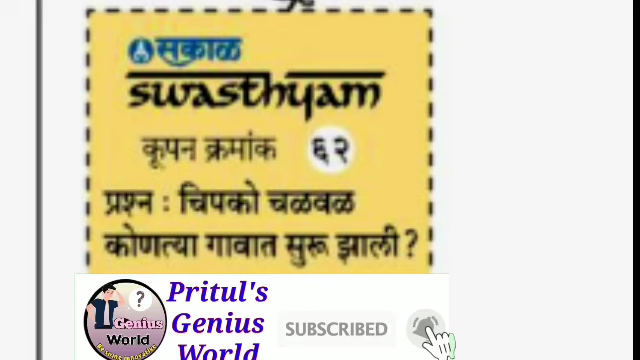 सकाळ
swasthyam
कूपन क्रमांक ६२
प्रश्न : चिपको चळवळ
कोणत्या गावात सुरू झाली ?
Pritul's
Genius
World
SUBSCRIBED
?
Genius
World